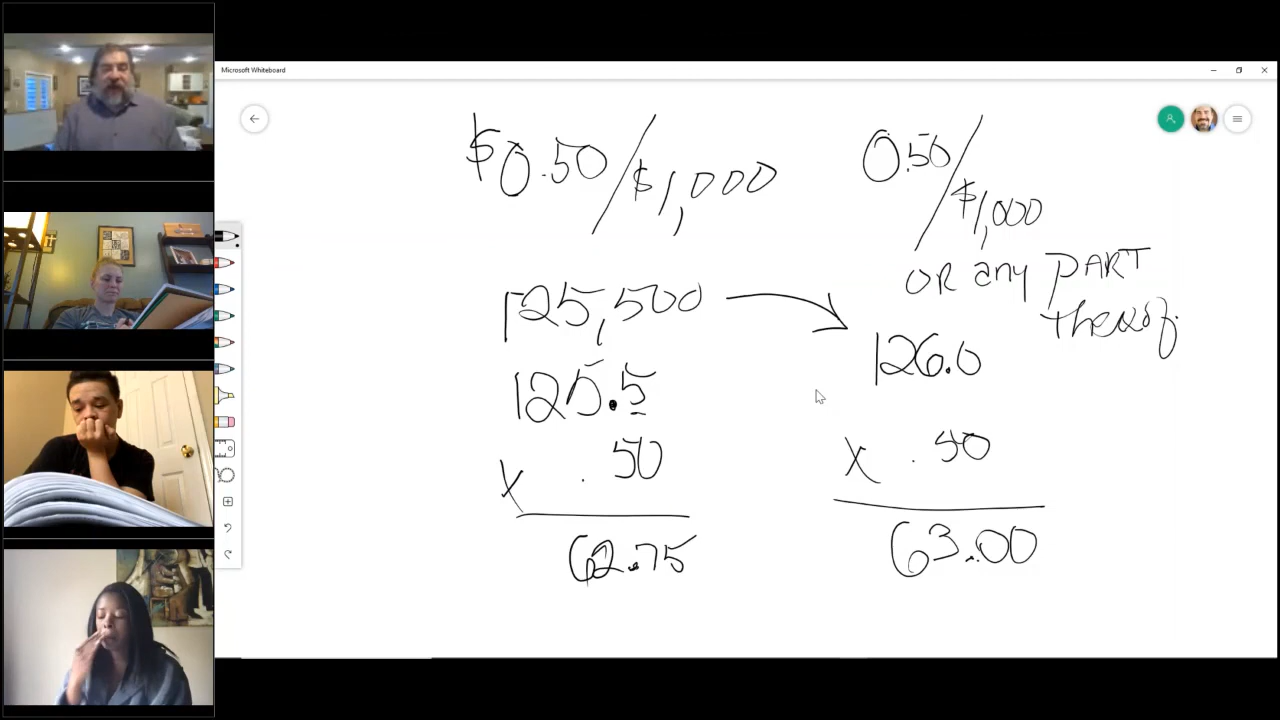 Microsoft Whiteboard
$0.50/$1,000
125,500
125.5
x .50
62.75
0.50/$1,000
OR any PART
thereof.
126.0
x .50
63.00